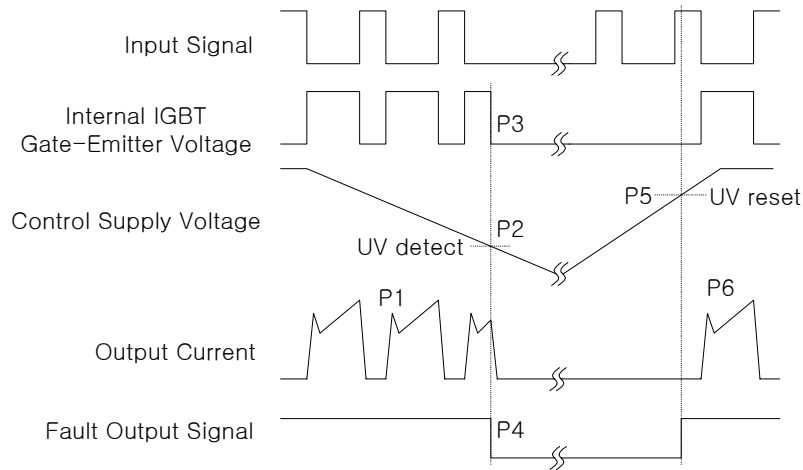 Input Signal
Internal IGBT
Gate-Emitter Voltage
P3
Control Supply Voltage
P5
UV reset
P2
UV detect
P1
P6
Output Current
Fault Output Signal
P4